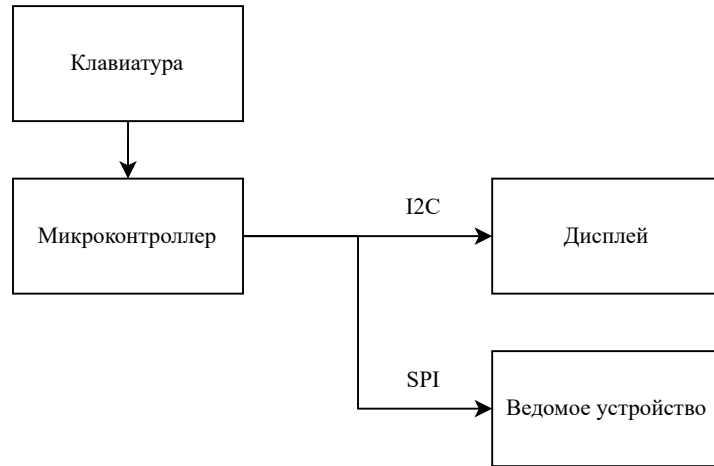 Клавиатура
Микроконтроллер
I2C
Дисплей
SPI
Ведомое устройство